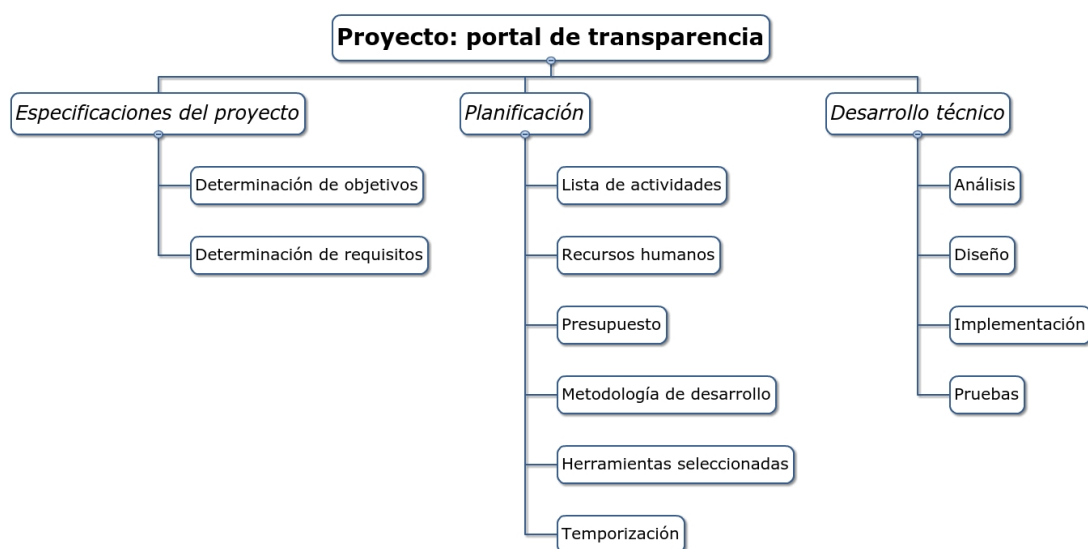 Proyecto: portal de transparencia
Especificaciones del proyecto
Determinación de objetivos
Determinación de requisitos
Planificación
Lista de actividades
Recursos humanos
Presupuesto
Metodología de desarrollo
Herramientas seleccionadas
Temporización
Desarrollo técnico
Análisis
Diseño
Implementación
Pruebas